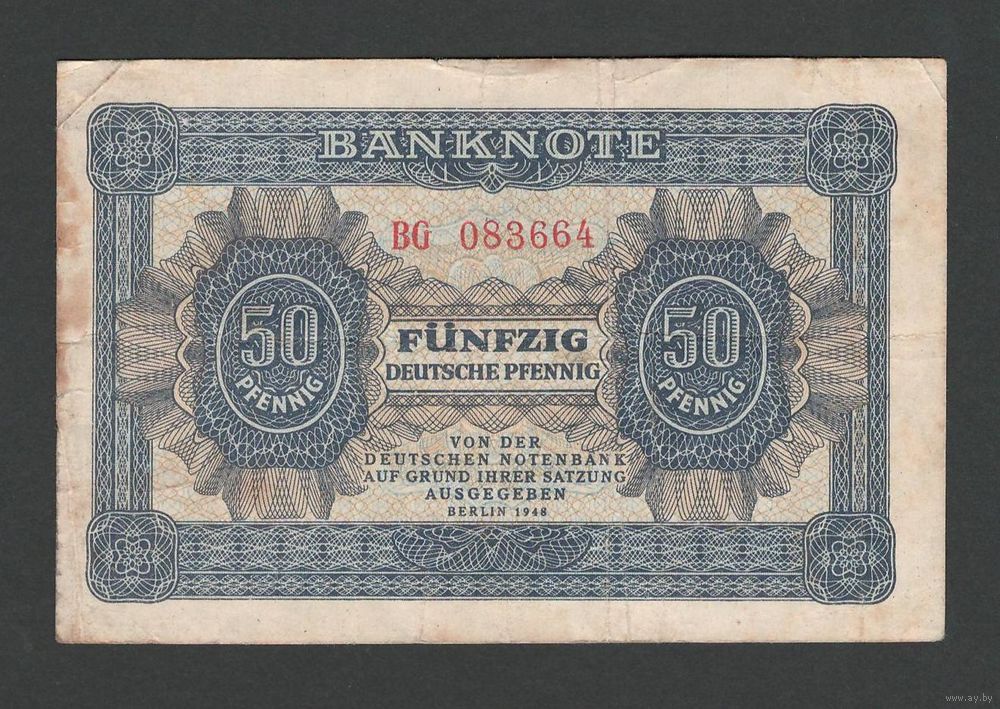 BANKNOTE
BG 083664
50
PFENNIG
FÜNFZIG
DEUTSCHE PFENNIG
50
PFENNIG
VON DER
DEUTSCHEN NOTENBANK
AUF GRUND IHRER SATZUNG
AUSGEGEBEN
BERLIN 1948
www.ay.by